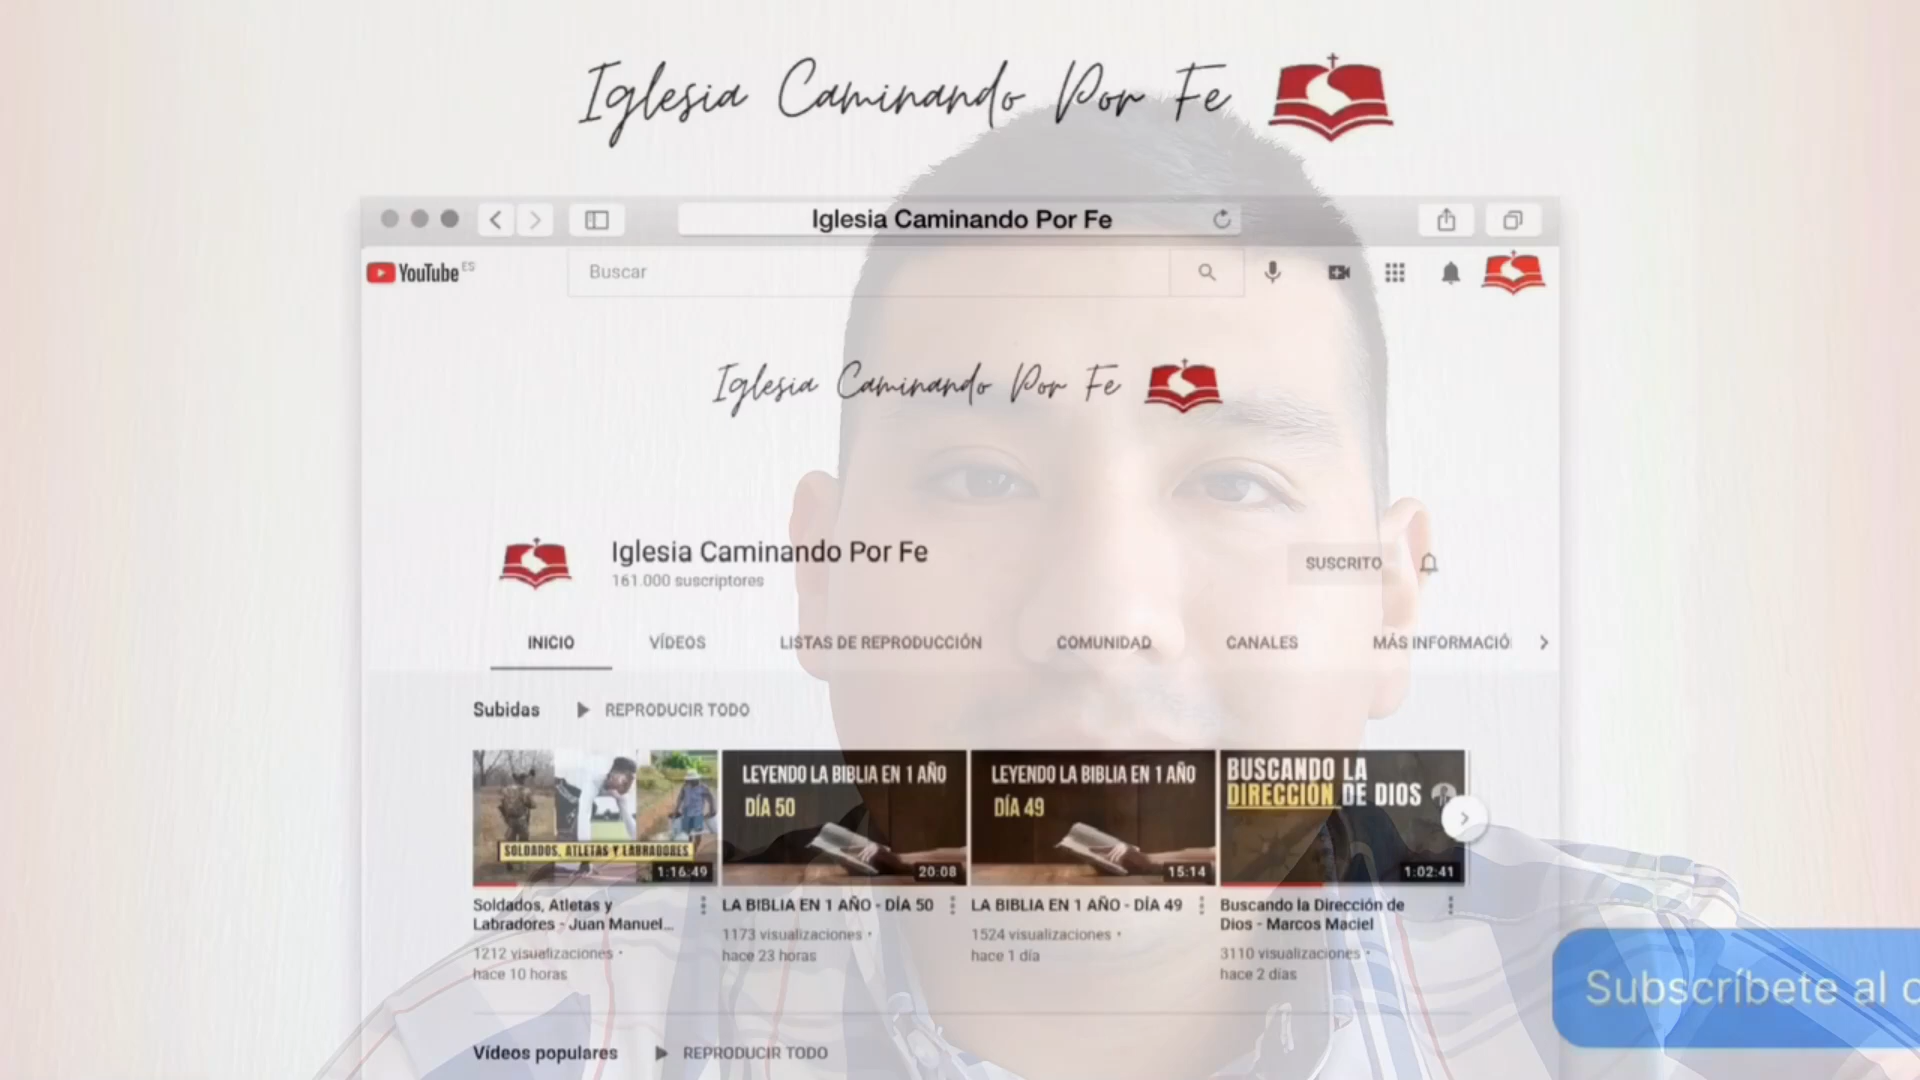 Iglesia Caminando Por Fe
Iglesia Caminando Por Fe
YouTube ES
Buscar
Iglesia Caminando Por Fe
Iglesia Caminando Por Fe
161.000 suscriptores
SUSCRITO
INICIO VÍDEOS LISTAS DE REPRODUCCIÓN COMUNIDAD CANALES MÁS INFORMACIÓ
Subidas REPRODUCIR TODO
SOLDADOS, ATLETAS Y LABRADORES
1:16:49
LEYENDO LA BIBLIA EN 1 AÑO
DÍA 50
20:08
LEYENDO LA BIBLIA EN 1 AÑO
DÍA 49
15:14
BUSCANDO LA
DIRECCIÓN DE DIOS
1:02:41
Soldados, Atletas y
Labradores - Juan Manuel...
1212 visualizaciones •
hace 10 horas
LA BIBLIA EN 1 AÑO - DÍA 50
1173 visualizaciones •
hace 23 horas
LA BIBLIA EN 1 AÑO - DÍA 49
1524 visualizaciones •
hace 1 día
Buscando la Dirección de
Dios - Marcos Maciel
3110 visualizaciones •
hace 2 días
Subscríbete al c
Vídeos populares REPRODUCIR TODO